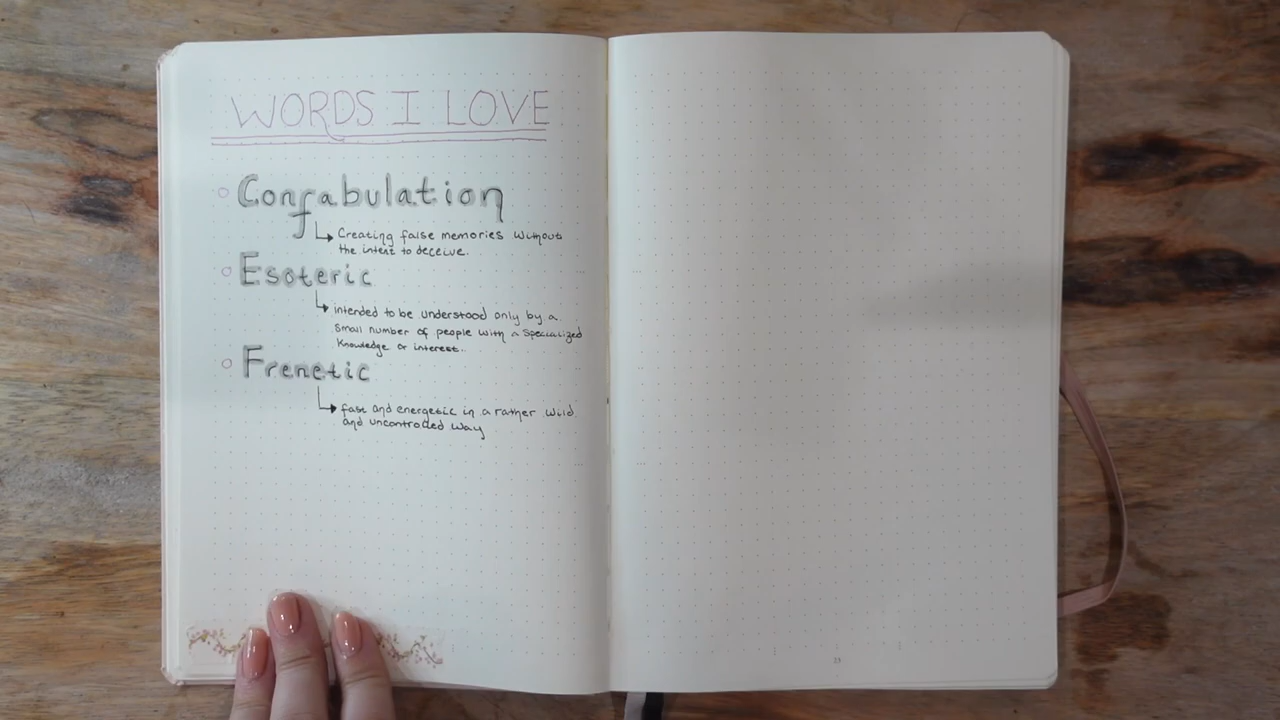 WORDS I LOVE
Confabulation
Creating false memories without
the intent to deceive.
Esoteric
intended to be understood only by a
small number of people with a specialized
knowledge or interest.
Frenetic
fast and energetic in a rather wild
and uncontrolled way
23